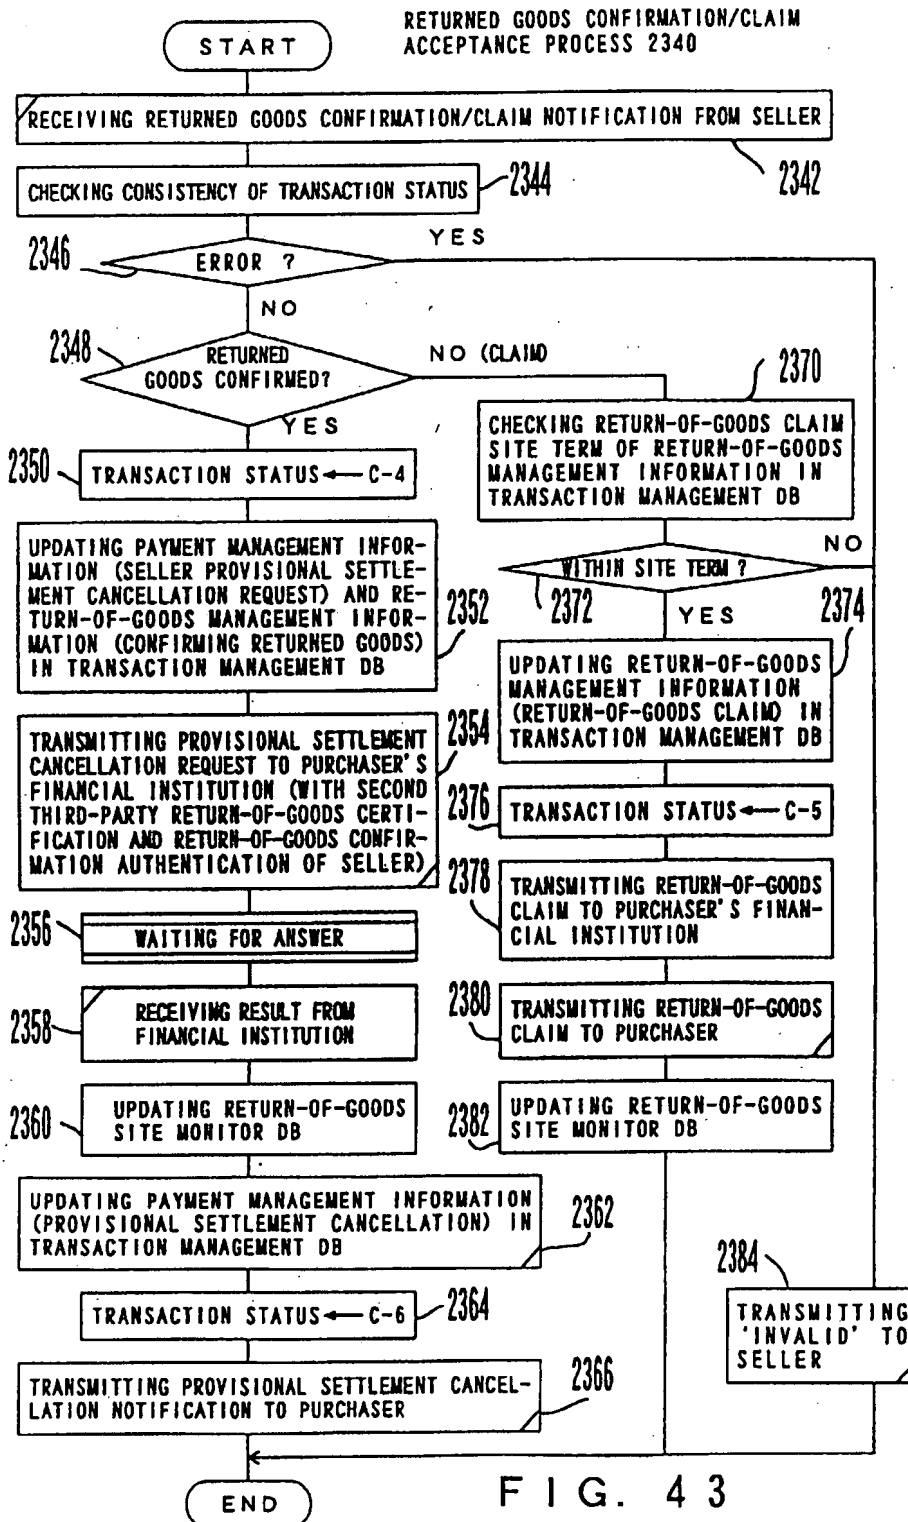 RETURNED GOODS CONFIRMATION/CLAIM
ACCEPTANCE PROCESS 2340
START
RECEIVING RETURNED GOODS CONFIRMATION/CLAIM NOTIFICATION FROM SELLER
2342
CHECKING CONSISTENCY OF TRANSACTION STATUS
2344
2346
ERROR ?
YES
NO
2348
RETURNED
GOODS CONFIRMED?
NO (CLAIM)
YES
2350
TRANSACTION STATUS ← C-4
UPDATING PAYMENT MANAGEMENT INFOR-
MATION (SELLER PROVISIONAL SETTLE-
MENT CANCELLATION REQUEST) AND RE-
TURN-OF-GOODS MANAGEMENT INFOR-
MATION (CONFIRMING RETURNED GOODS)
IN TRANSACTION MANAGEMENT DB
2352
TRANSMITTING PROVISIONAL SETTLEMENT
CANCELLATION REQUEST TO PURCHASER'S
FINANCIAL INSTITUTION (WITH SECOND
THIRD-PARTY RETURN-OF-GOODS CERTI-
FICATION AND RETURN-OF-GOODS CONFIR-
MATION AUTHENTICATION OF SELLER)
2354
2356
WAITING FOR ANSWER
2358
RECEIVING RESULT FROM
FINANCIAL INSTITUTION
2360
UPDATING RETURN-OF-GOODS
SITE MONITOR DB
UPDATING PAYMENT MANAGEMENT INFORMATION
(PROVISIONAL SETTLEMENT CANCELLATION) IN
TRANSACTION MANAGEMENT DB
2362
TRANSACTION STATUS ← C-6
2364
TRANSMITTING PROVISIONAL SETTLEMENT CANCEL-
LATION NOTIFICATION TO PURCHASER
2366
END
2370
CHECKING RETURN-OF-GOODS CLAIM
SITE TERM OF RETURN-OF-GOODS
MANAGEMENT INFORMATION IN
TRANSACTION MANAGEMENT DB
WITHIN SITE TERM ?
NO
2372
YES
2374
UPDATING RETURN-OF-GOODS
MANAGEMENT INFORMATION
(RETURN-OF-GOODS CLAIM) IN
TRANSACTION MANAGEMENT DB
2376
TRANSACTION STATUS ← C-5
2378
TRANSMITTING RETURN-OF-GOODS
CLAIM TO PURCHASER'S FINAN-
CIAL INSTITUTION
2380
TRANSMITTING RETURN-OF-GOODS
CLAIM TO PURCHASER
2382
UPDATING RETURN-OF-GOODS
SITE MONITOR DB
2384
TRANSMITTING
'INVALID' TO
SELLER
FIG. 43